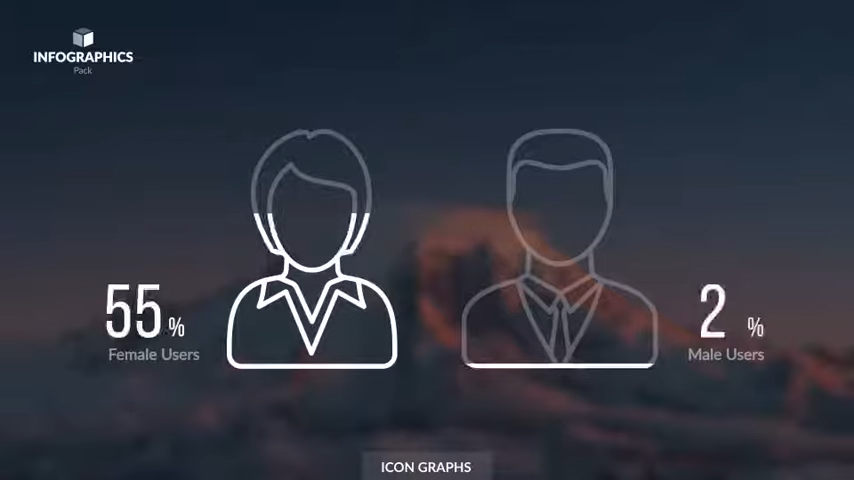 INFOGRAPHICS
Pack
55 %
Female Users
2 %
Male Users
ICON GRAPHS